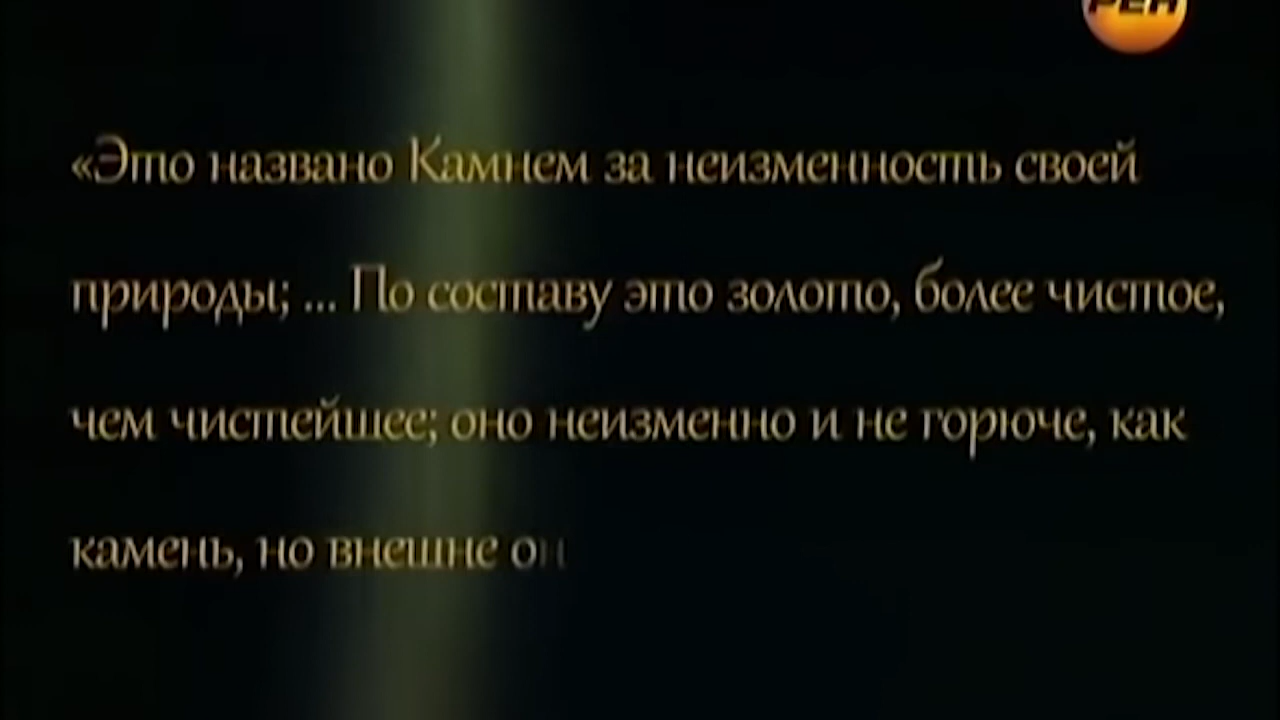 РЕН
«Это названо Камнем за неизменность своей
природы; ... По составу это золото, более чистое,
чем чистейшее; оно неизменно и не горюче, как
камень, но внешне он